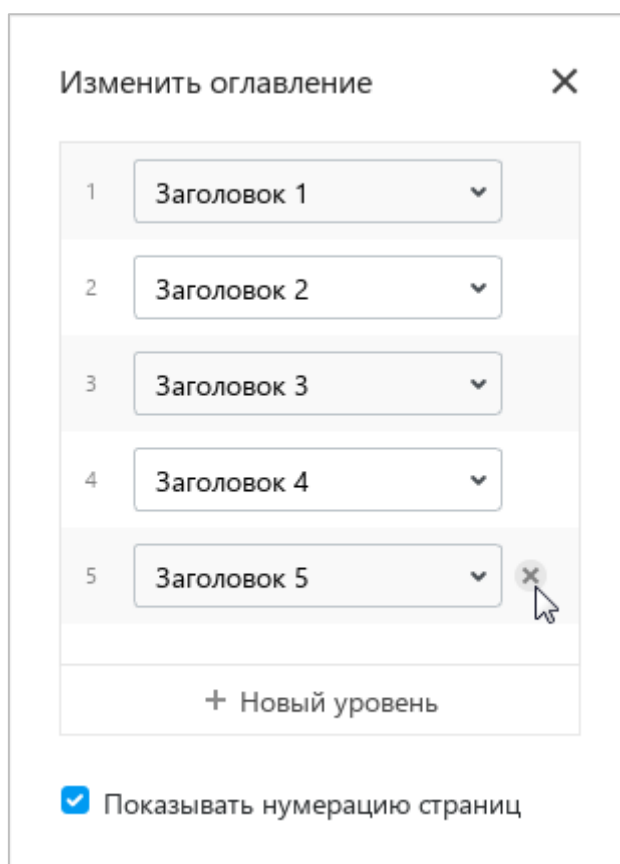 Изменить оглавление
1 Заголовок 1
2 Заголовок 2
3 Заголовок 3
4 Заголовок 4
5 Заголовок 5
+ Новый уровень
Показывать нумерацию страниц